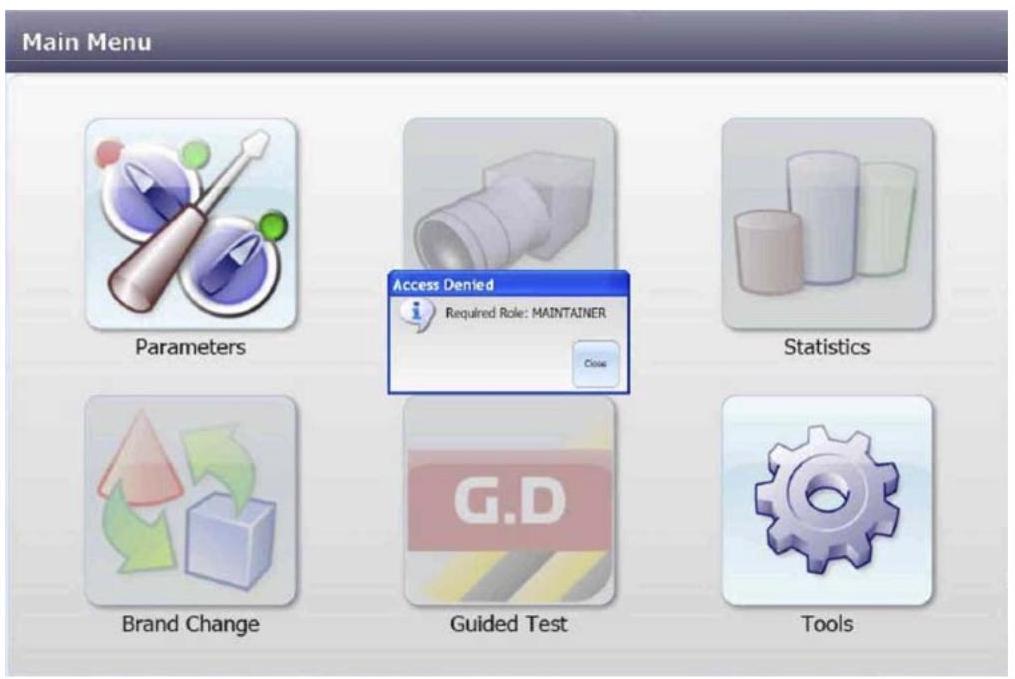 Main Menu
Access Denied
Required Role: MAINTAINER
Close
Parameters
Statistics
G.D
Brand Change
Guided Test
Tools